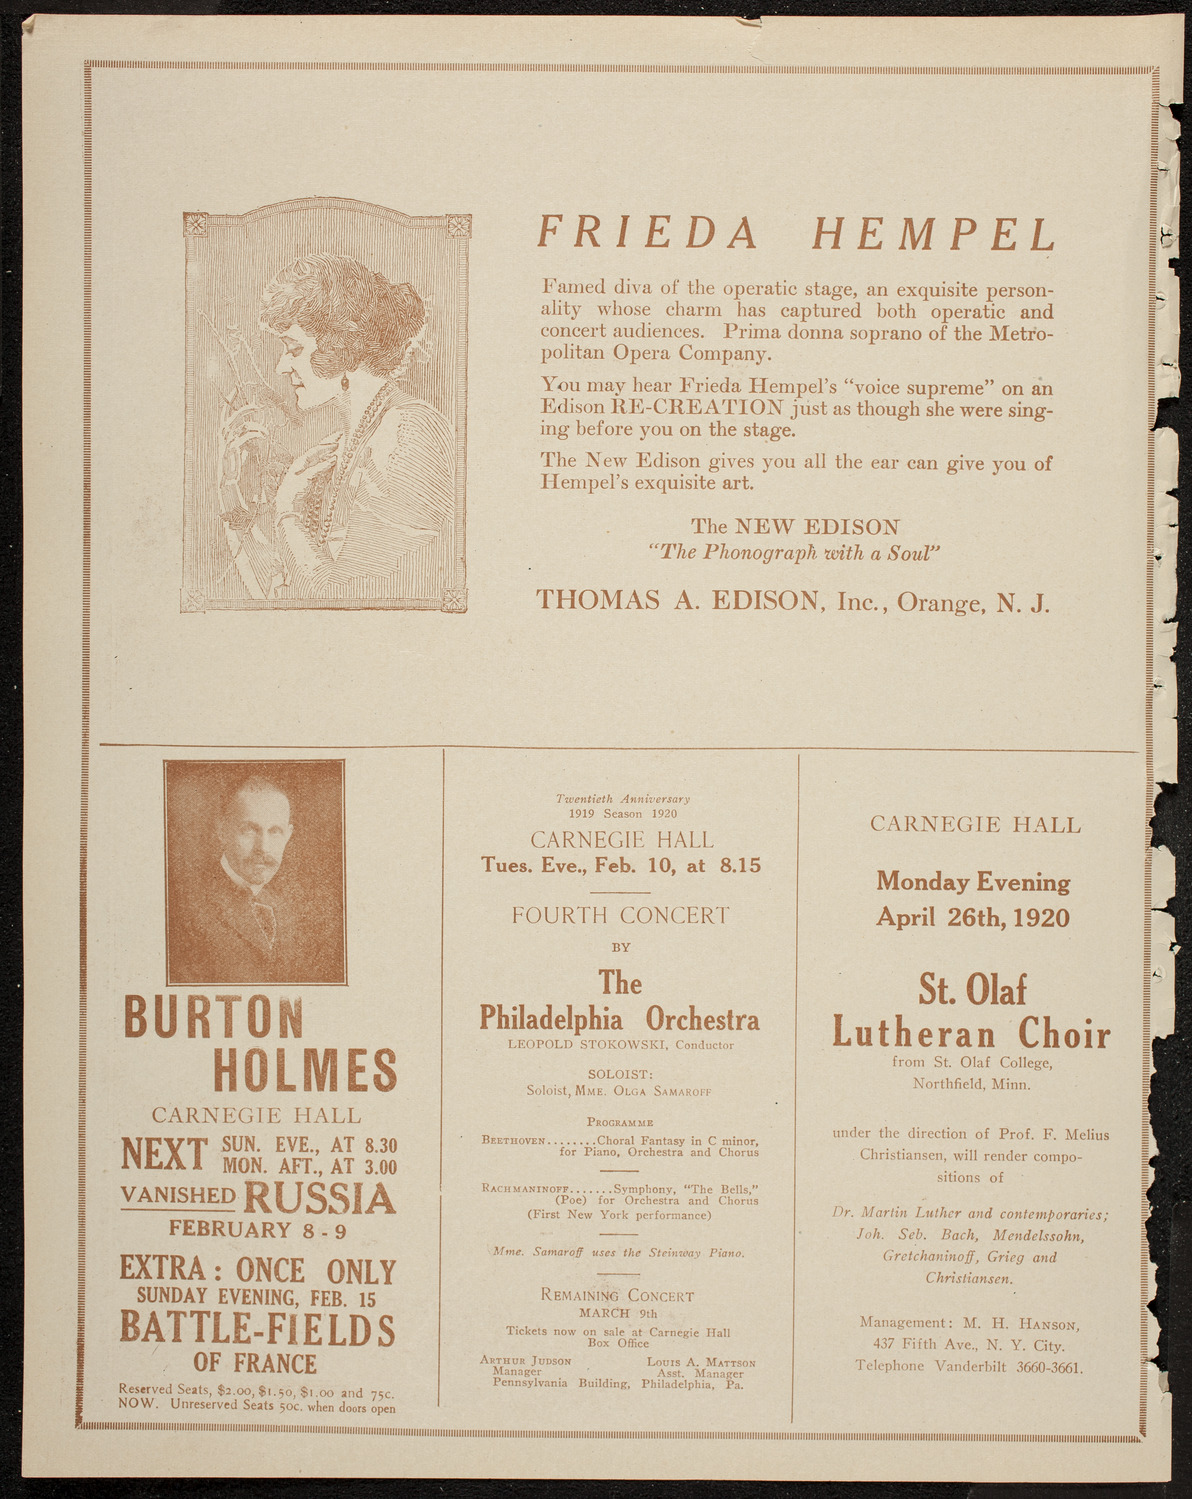 FRIEDA HEMPEL
Famed diva of the operatic stage, an exquisite person-
ality whose charm has captured both operatic and
concert audiences. Prima donna soprano of the Metro-
politan Opera Company.
You may hear Frieda Hempel's "voice supreme" on an
Edison RE-CREATION just as though she were sing-
ing before you on the stage.
The New Edison gives you all the ear can give you of
Hempel's exquisite art.
The NEW EDISON
"The Phonograph with a Soul"
THOMAS A. EDISON, Inc., Orange, N. J.
BURTON
HOLMES
CARNEGIE HALL
NEXT SUN. EVE., AT 8.30
MON. AFT., AT 3.00
VANISHED RUSSIA
FEBRUARY 8 - 9
EXTRA: ONCE ONLY
SUNDAY EVENING, FEB. 15
BATTLE-FIELDS
OF FRANCE
Reserved Seats, $2.00, $1.50, $1.00 and 75c.
NOW. Unreserved Seats 50c. when doors open
Twentieth Anniversary
1919 Season 1920
CARNEGIE HALL
Tues. Eve., Feb. 10, at 8.15
FOURTH CONCERT
BY
The
Philadelphia Orchestra
LEOPOLD STOKOWSKI, Conductor
SOLOIST:
Soloist, MME. OLGA SAMAROFF
PROGRAMME
BEETHOVEN........Choral Fantasy in C minor,
for Piano, Orchestra and Chorus
RACHMANINOFF.......Symphony, "The Bells,"
(Poe) for Orchestra and Chorus
(First New York performance)
Mme. Samaroff uses the Steinway Piano.
REMAINING CONCERT
MARCH 9th
Tickets now on sale at Carnegie Hall
Box Office
ARTHUR JUDSON LOUIS A. MATTSON
Manager Asst. Manager
Pennsylvania Building, Philadelphia, Pa.
CARNEGIE HALL
Monday Evening
April 26th, 1920
St. Olaf
Lutheran Choir
from St. Olaf College,
Northfield, Minn.
under the direction of Prof. F. Melius
Christiansen, will render compo-
sitions of
Dr. Martin Luther and contemporaries;
Joh. Seb. Bach, Mendelssohn,
Gretchaninoff, Grieg and
Christiansen.
Management: M. H. HANSON,
437 Fifth Ave., N. Y. City.
Telephone Vanderbilt 3660-3661.